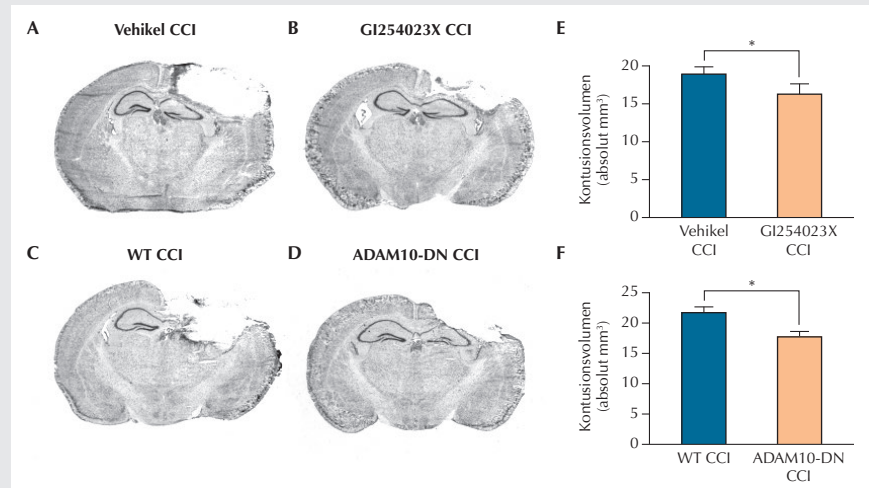 A Vehikel CCI
B GI254023X CCI
C WT CCI
D ADAM10-DN CCI
E
*
Kontusionsvolumen
(absolut mm³)
20
15
10
5
0
Vehikel
CCI
GI254023X
CCI
F
*
Kontusionsvolumen
(absolut mm³)
25
20
15
10
5
0
WT CCI
ADAM10-DN
CCI